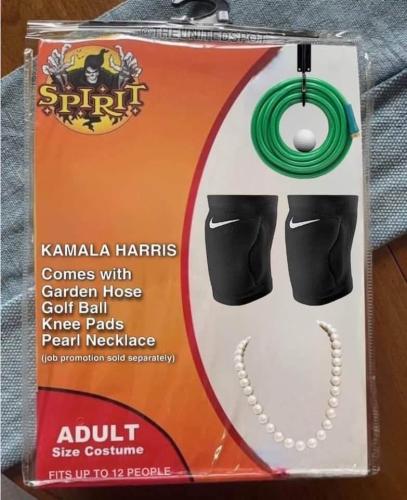 @THEUNITEDSPOT
SPIRIT
KAMALA HARRIS
Comes with
Garden Hose
Golf Ball
Knee Pads
Pearl Necklace
(job promotion sold separately)
ADULT
Size Costume
FITS UP TO 12 PEOPLE